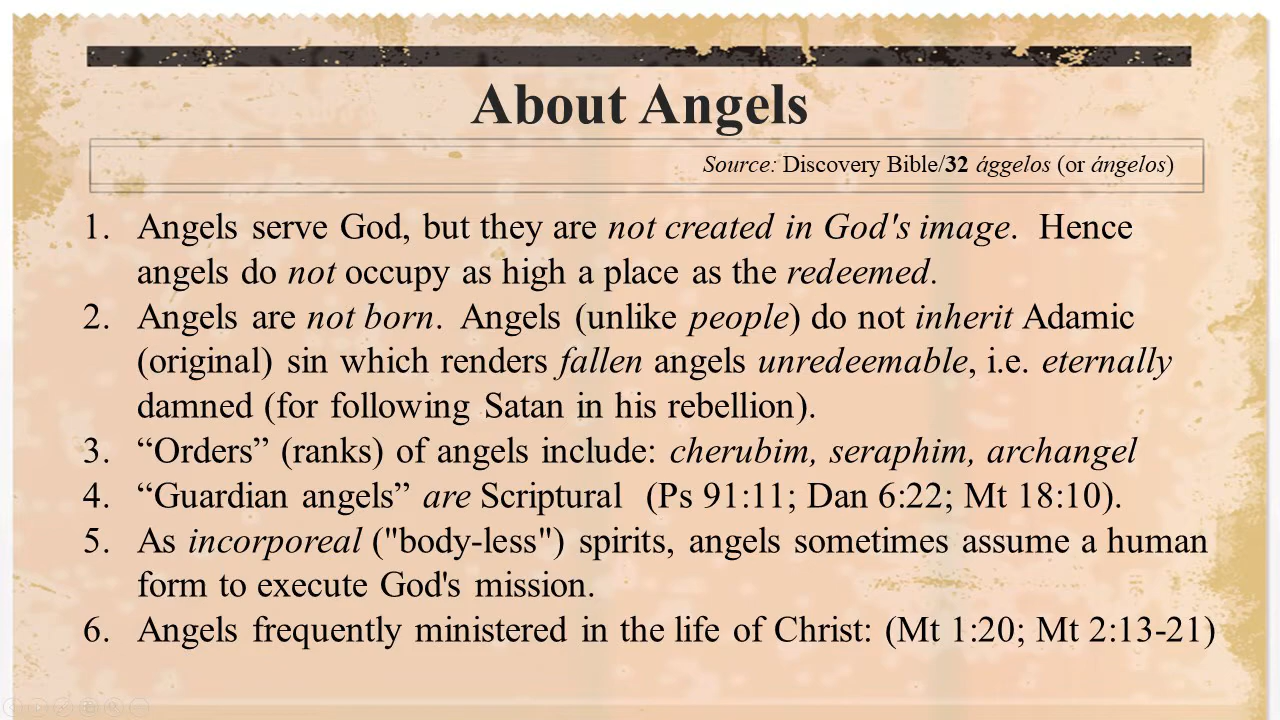 About Angels
Source: Discovery Bible/32 ággelos (or ángelos)
1. Angels serve God, but they are not created in God's image. Hence
angels do not occupy as high a place as the redeemed.
2. Angels are not born. Angels (unlike people) do not inherit Adamic
(original) sin which renders fallen angels unredeemable, i.e. eternally
damned (for following Satan in his rebellion).
3. “Orders” (ranks) of angels include: cherubim, seraphim, archangel
4. “Guardian angels” are Scriptural (Ps 91:11; Dan 6:22; Mt 18:10).
5. As incorporeal ("body-less") spirits, angels sometimes assume a human
form to execute God's mission.
6. Angels frequently ministered in the life of Christ: (Mt 1:20; Mt 2:13-21)